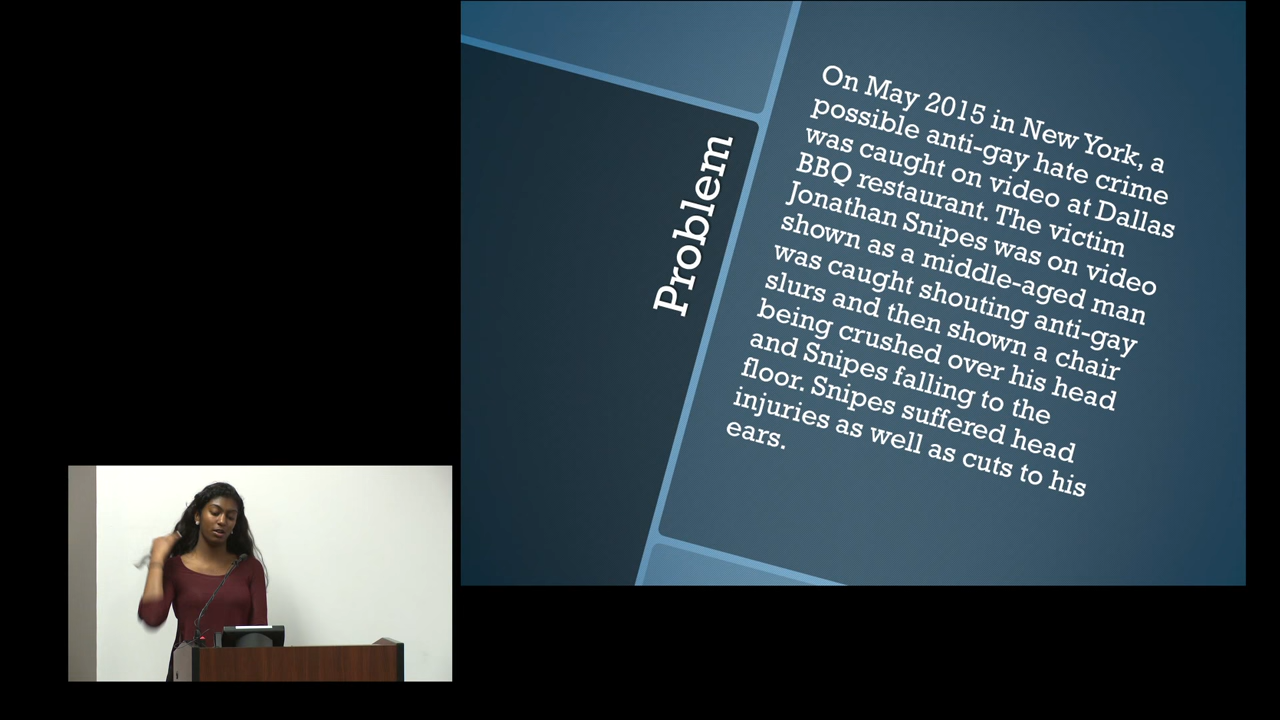 Problem
On May 2015 in New York, a
possible anti-gay hate crime
was caught on video at Dallas
BBQ restaurant. The victim
Jonathan Snipes was on video
shown as a middle-aged man
was caught shouting anti-gay
slurs and then shown a chair
being crushed over his head
and Snipes falling to the
floor. Snipes suffered head
injuries as well as cuts to his
ears.